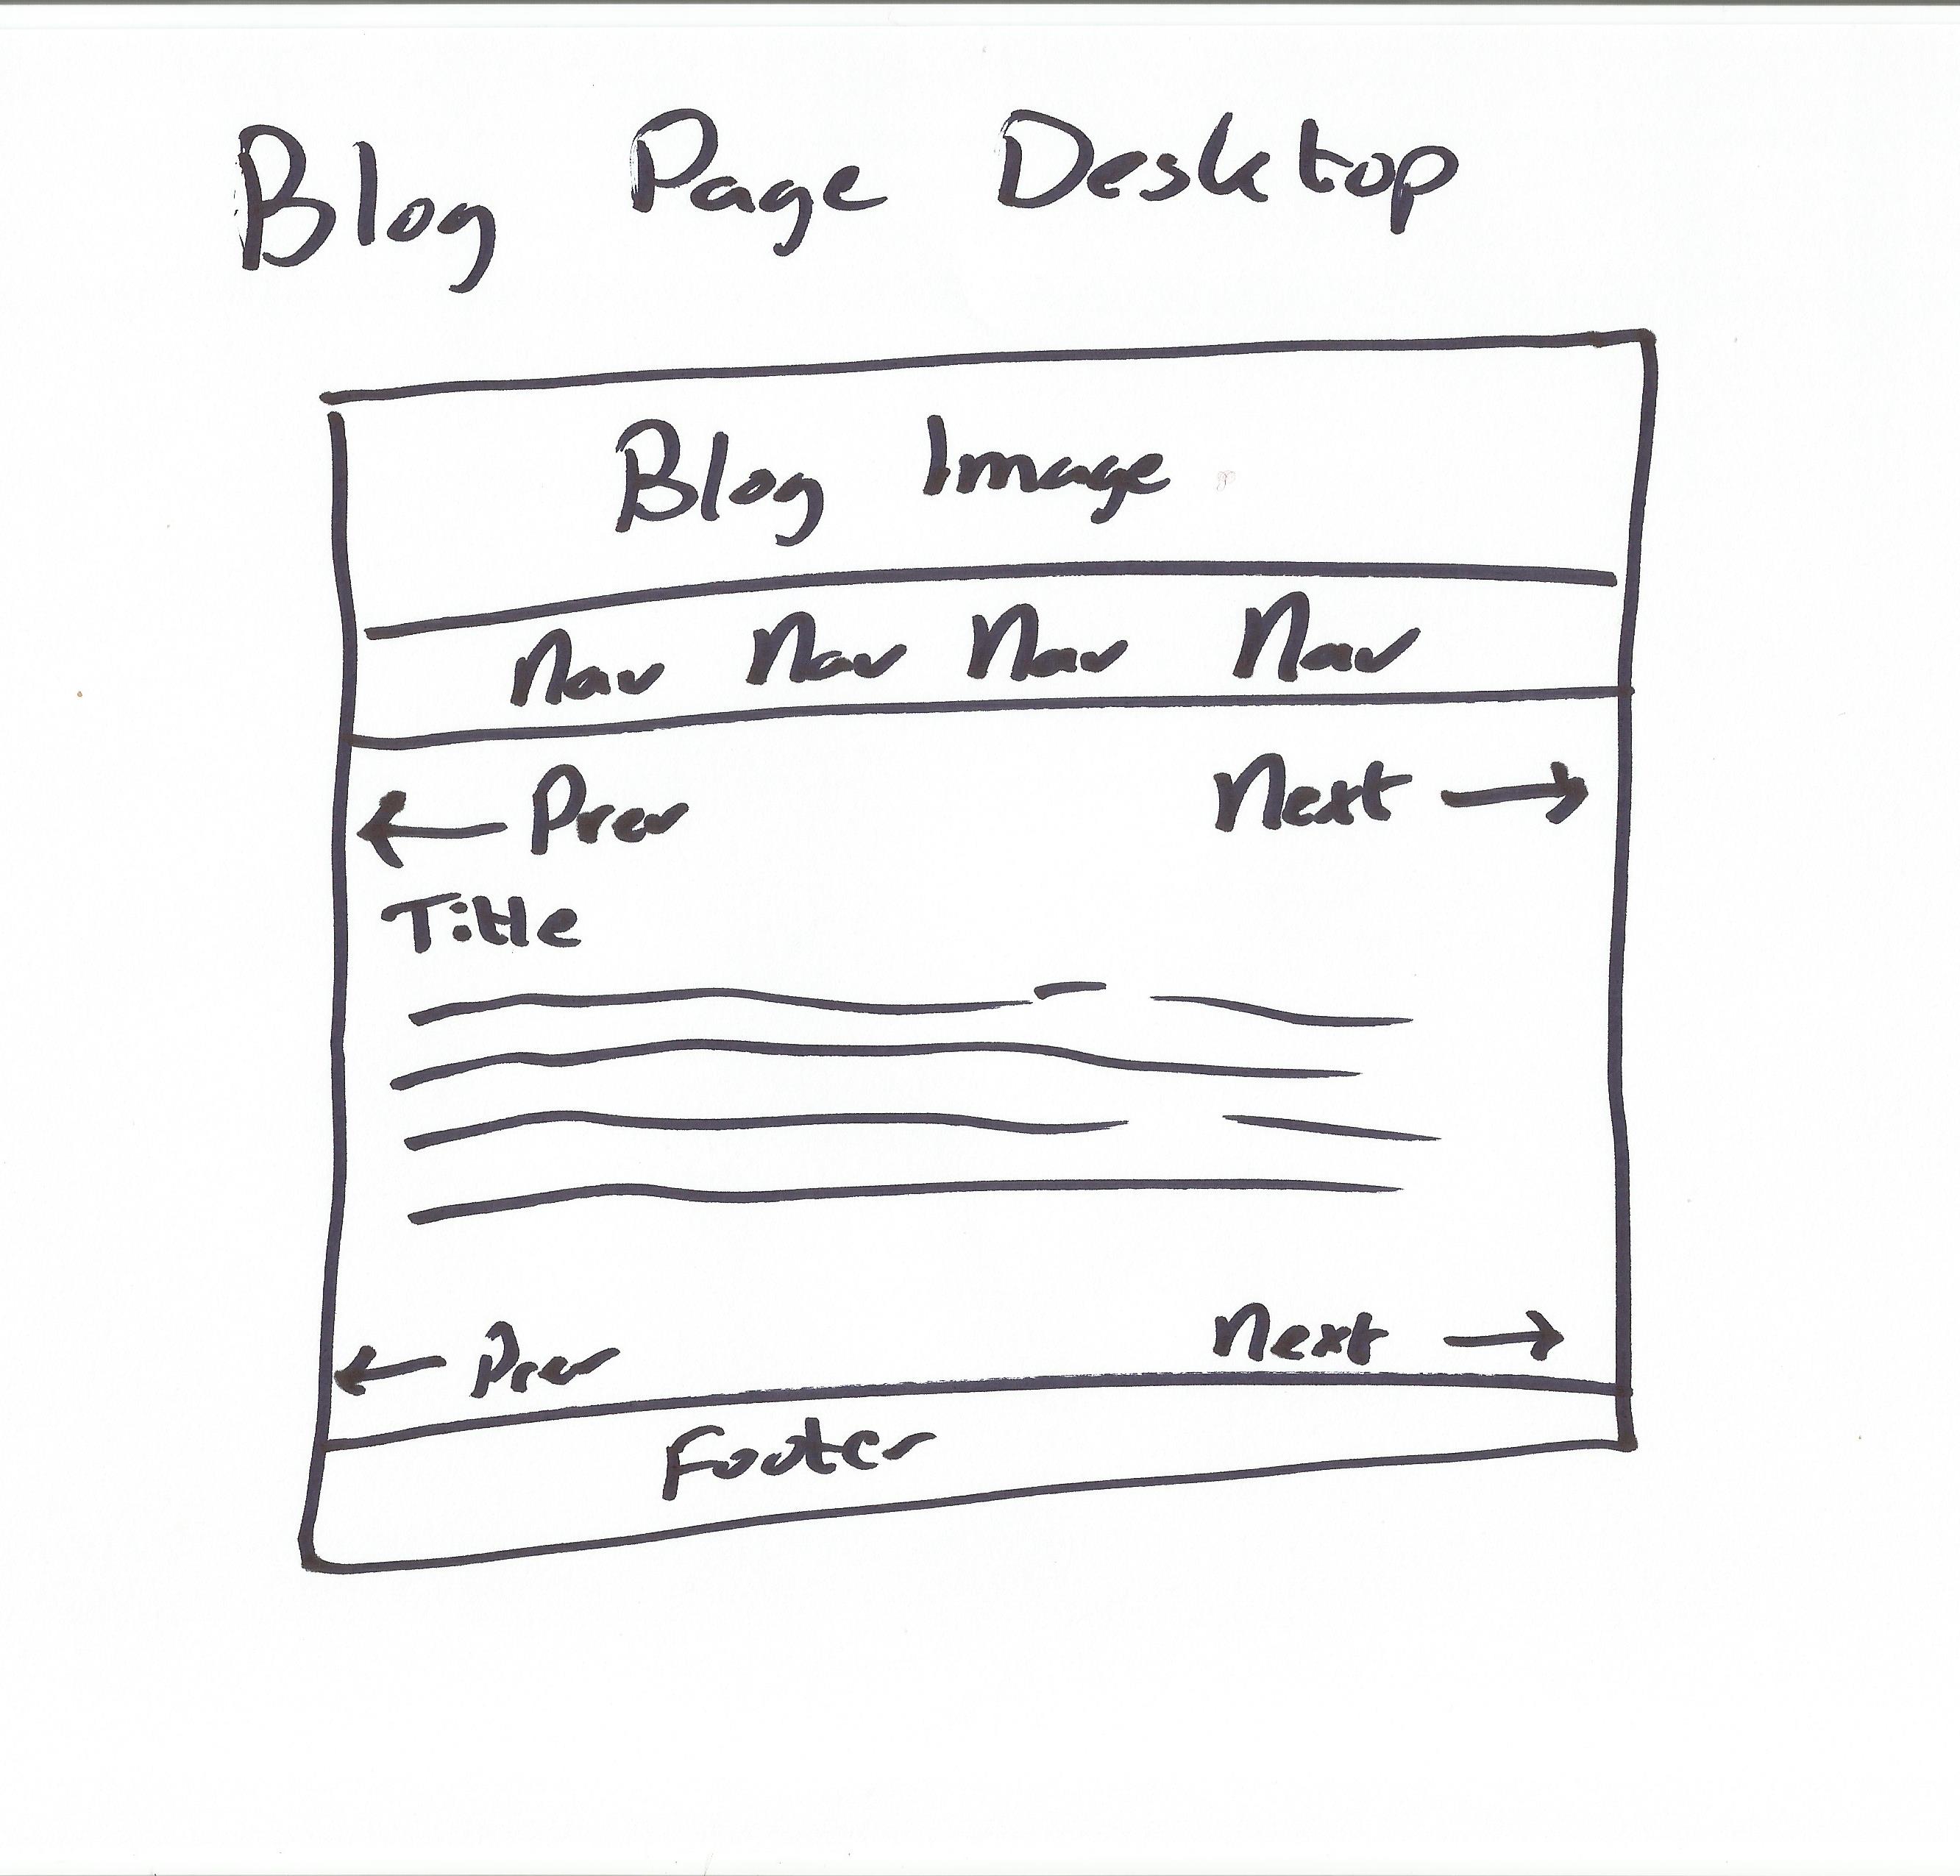 Blog Page Desktop
Blog Image
Nav Nav Nav Nav
← Prev Next →
Title
← Prev Next →
Footer